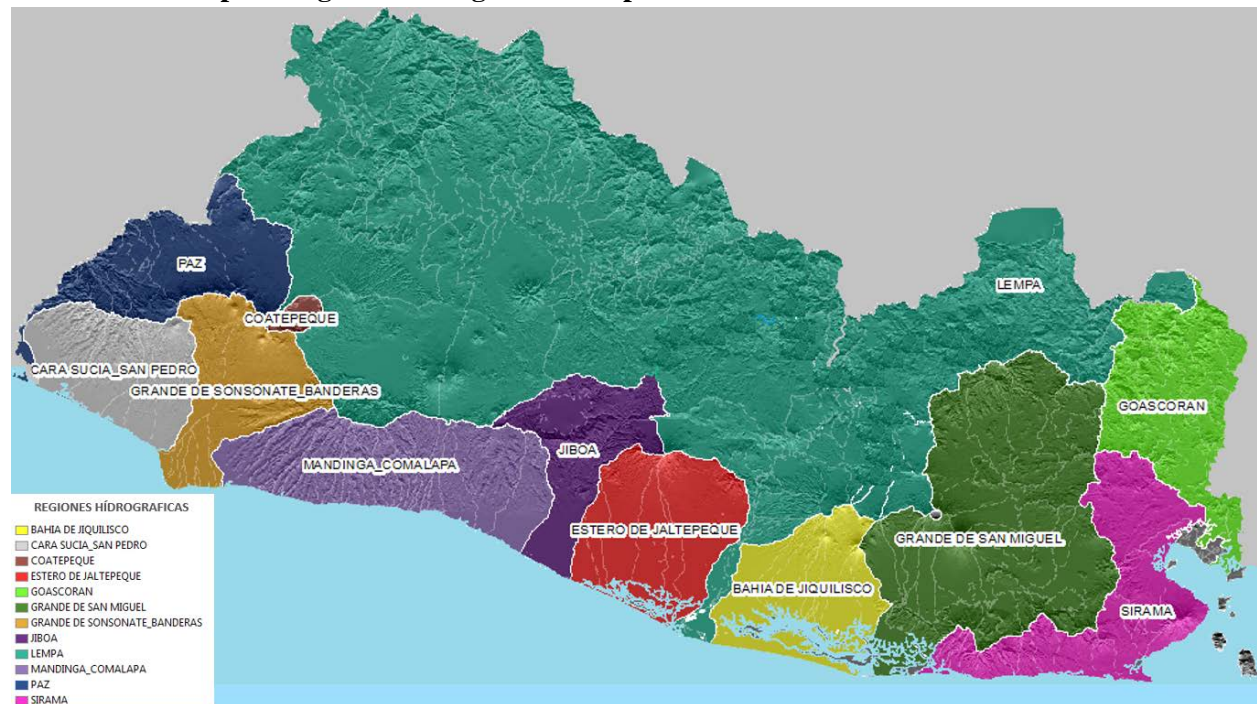 PAZ
LEMPA
COATEPEQUE
CARA SUCIA_SAN PEDRO
GRANDE DE SONSONATE_BANDERAS
GOASCORAN
JIBOA
MANDINGA_COMALAPA
ESTERO DE JALTEPEQUE
GRANDE DE SAN MIGUEL
BAHIA DE JIQUILISCO
SIRAMA
REGIONES HÍDROGRAFICAS
BAHIA DE JIQUILISCO
CARA SUCIA_SAN PEDRO
COATEPEQUE
ESTERO DE JALTEPEQUE
GOASCORAN
GRANDE DE SAN MIGUEL
GRANDE DE SONSONATE_BANDERAS
JIBOA
LEMPA
MANDINGA_COMALAPA
PAZ
SIRAMA